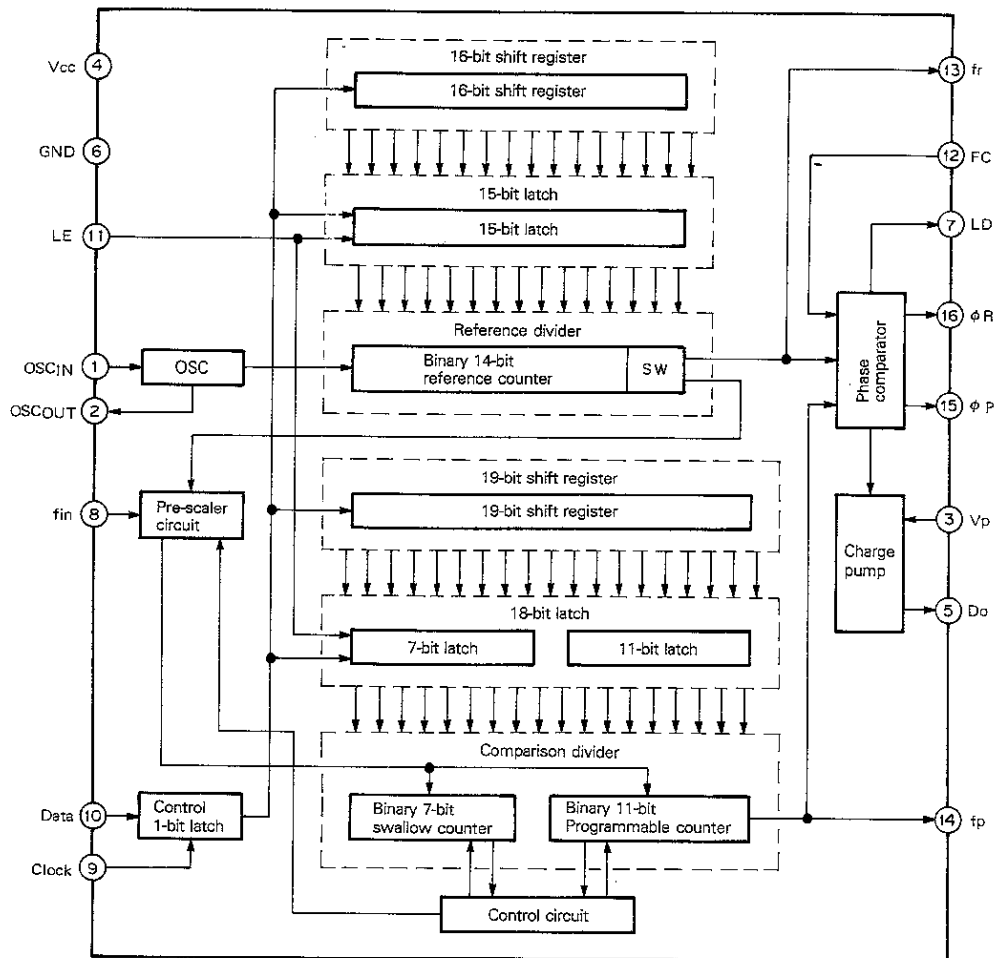 4
Vcc
6
GND
11
LE
1
OSCIN
2
OSCOUT
8
fin
10
Data
9
Clock
16-bit shift register
16-bit shift register
15-bit latch
15-bit latch
Reference divider
OSC
Binary 14-bit
reference counter
SW
Pre-scaler
circuit
19-bit shift register
19-bit shift register
18-bit latch
7-bit latch
11-bit latch
Comparison divider
Control
1-bit latch
Binary 7-bit
swallow counter
Binary 11-bit
Programmable counter
Control circuit
Phase
comparator
Charge
pump
13 fr
12 FC
7 LD
16 φR
15 φP
3 Vp
5 Do
14 fp